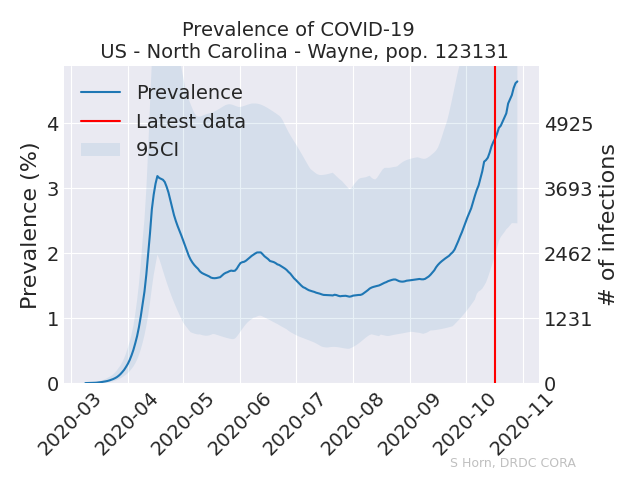 Prevalence of COVID-19
US - North Carolina - Wayne, pop. 123131
Prevalence
Latest data
95CI
Prevalence (%)
4
3
2
1
0
4925
3693
2462
1231
0
# of infections
2020-03
2020-04
2020-05
2020-06
2020-07
2020-08
2020-09
2020-10
2020-11
S Horn, DRDC CORA